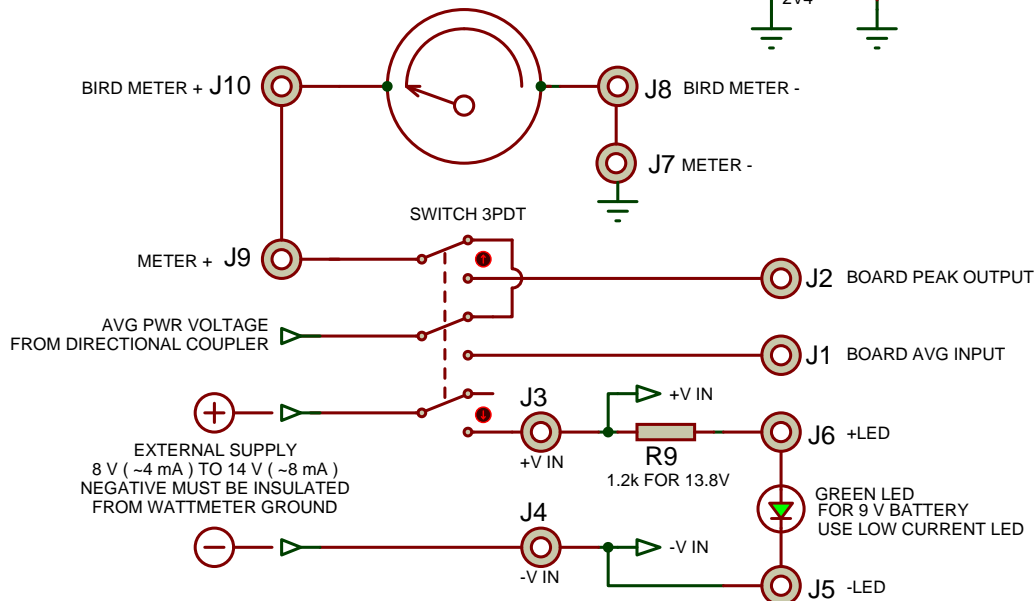 2V4
BIRD METER + J10
J8 BIRD METER -
J7 METER -
SWITCH 3PDT
METER + J9
J2 BOARD PEAK OUTPUT
AVG PWR VOLTAGE
FROM DIRECTIONAL COUPLER
J1 BOARD AVG INPUT
J3
+V IN
+V IN
J6 +LED
R9
1.2k FOR 13.8V
EXTERNAL SUPPLY
8 V ( ~4 mA ) TO 14 V ( ~8 mA )
NEGATIVE MUST BE INSULATED
FROM WATTMETER GROUND
GREEN LED
FOR 9 V BATTERY
USE LOW CURRENT LED
J4
-V IN
-V IN
J5 -LED